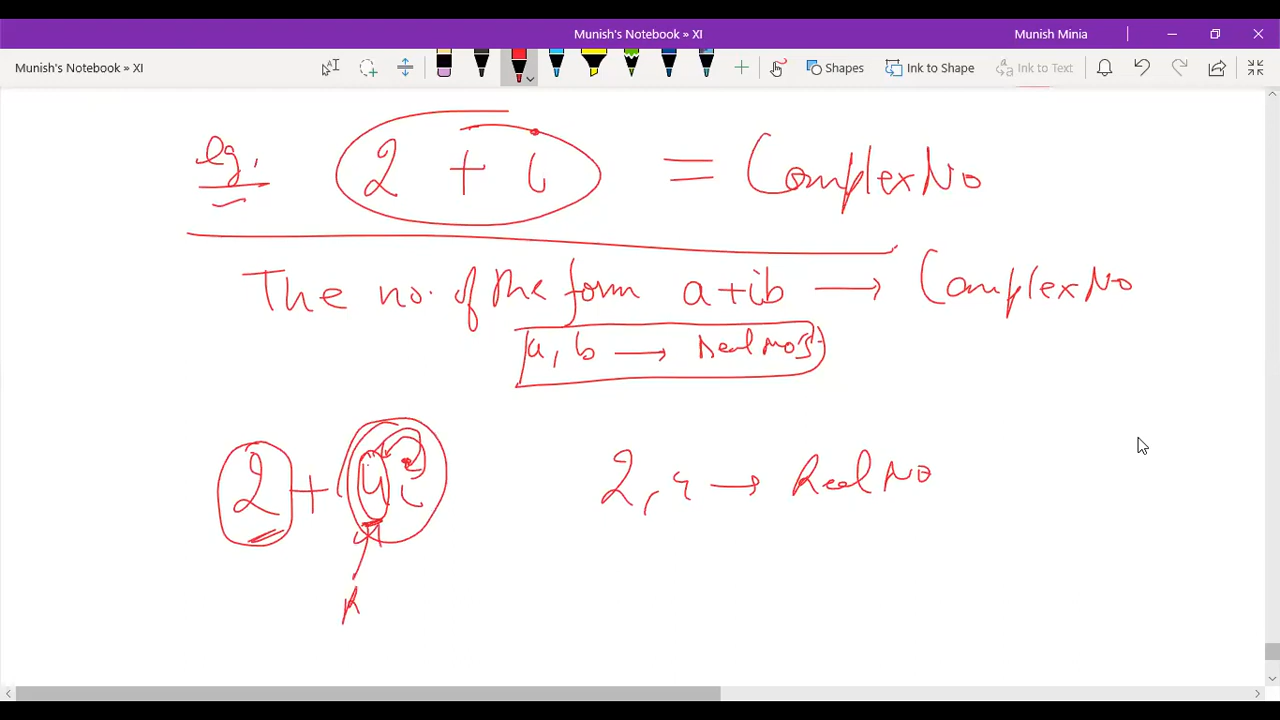 Munish's Notebook » XI
Munish Minia
Munish's Notebook » XI
Shapes
Ink to Shape
Ink to Text
eg. 2 + i = Complex No
The no. of the form a+ib → Complex No
a, b → Real No's
2 + 4i
2, 4 → Real No
R